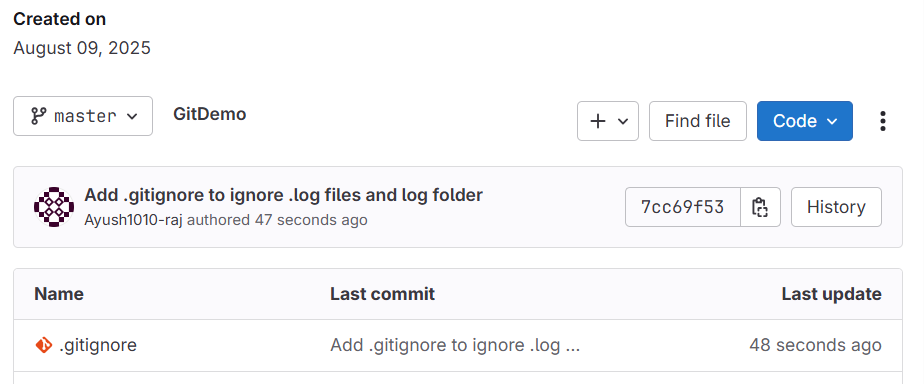 Created on
August 09, 2025
master
GitDemo
Find file
Code
Add .gitignore to ignore .log files and log folder
Ayush1010-raj authored 47 seconds ago
7cc69f53
History
Name Last commit Last update
.gitignore Add .gitignore to ignore .log ... 48 seconds ago